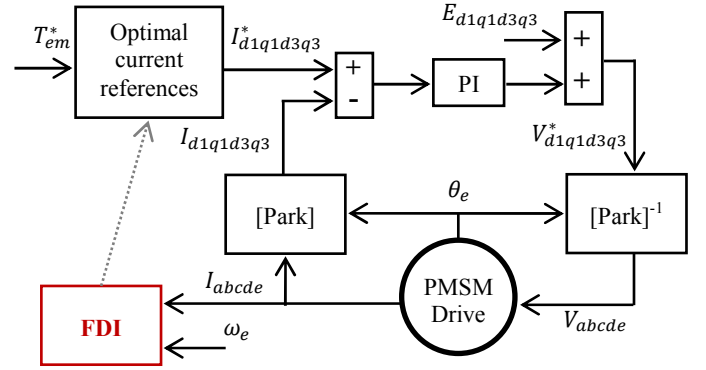 T*em
Optimal
current
references
I*d1q1d3q3
+
-
PI
Ed1q1d3q3
+
+
V*d1q1d3q3
Id1q1d3q3
[Park]
θe
[Park]-1
Iabcde
FDI
ωe
PMSM
Drive
Vabcde